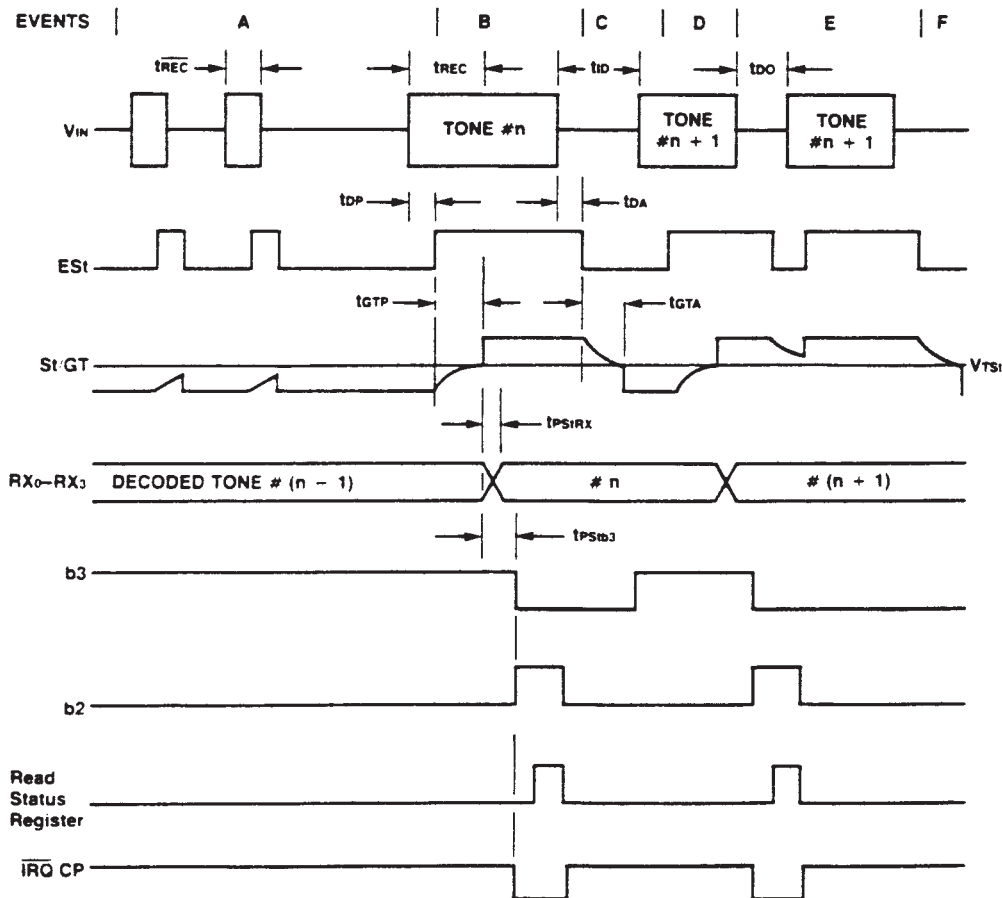 EVENTS A B C D E F
tREC tREC tID tDO
VIN TONE #n TONE #n + 1 TONE #n + 1
tDP tDA
ESt
tGTP tGTA
St/GT VTSt
tPStRX
RX0–RX3 DECODED TONE # (n − 1) # n # (n + 1)
tPStb3
b3
b2
Read
Status
Register
IRQ CP